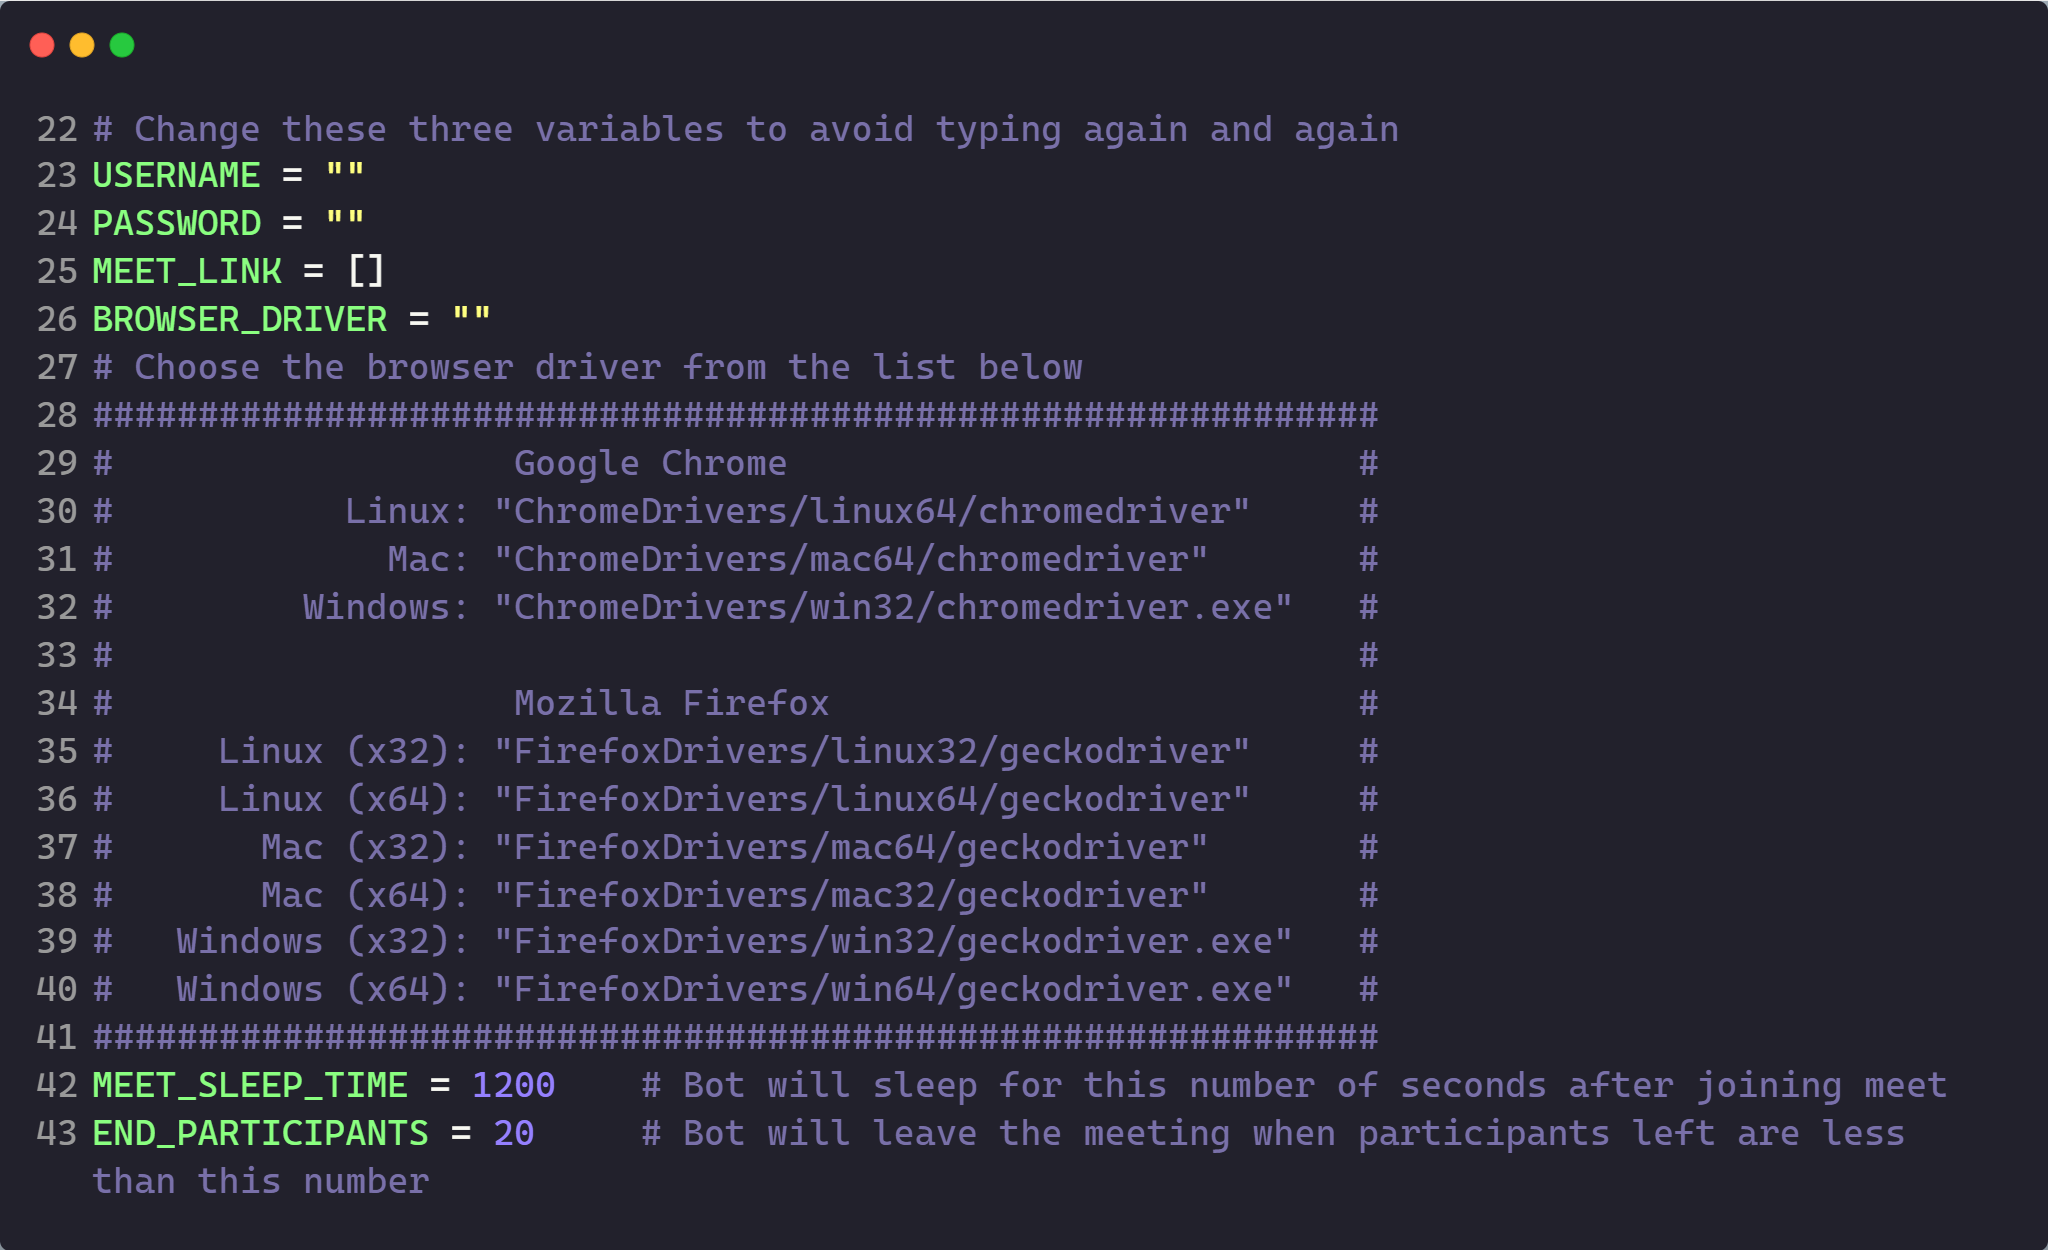 22 # Change these three variables to avoid typing again and again
23 USERNAME = ""
24 PASSWORD = ""
25 MEET_LINK = []
26 BROWSER_DRIVER = ""
27 # Choose the browser driver from the list below
28 #############################################################
29 #                   Google Chrome                           #
30 #           Linux: "ChromeDrivers/linux64/chromedriver"     #
31 #             Mac: "ChromeDrivers/mac64/chromedriver"       #
32 #         Windows: "ChromeDrivers/win32/chromedriver.exe"   #
33 #                                                           #
34 #                   Mozilla Firefox                         #
35 #     Linux (x32): "FirefoxDrivers/linux32/geckodriver"     #
36 #     Linux (x64): "FirefoxDrivers/linux64/geckodriver"     #
37 #       Mac (x32): "FirefoxDrivers/mac64/geckodriver"       #
38 #       Mac (x64): "FirefoxDrivers/mac32/geckodriver"       #
39 #   Windows (x32): "FirefoxDrivers/win32/geckodriver.exe"   #
40 #   Windows (x64): "FirefoxDrivers/win64/geckodriver.exe"   #
41 #############################################################
42 MEET_SLEEP_TIME = 1200    # Bot will sleep for this number of seconds after joining meet
43 END_PARTICIPANTS = 20     # Bot will leave the meeting when participants left are less
than this number